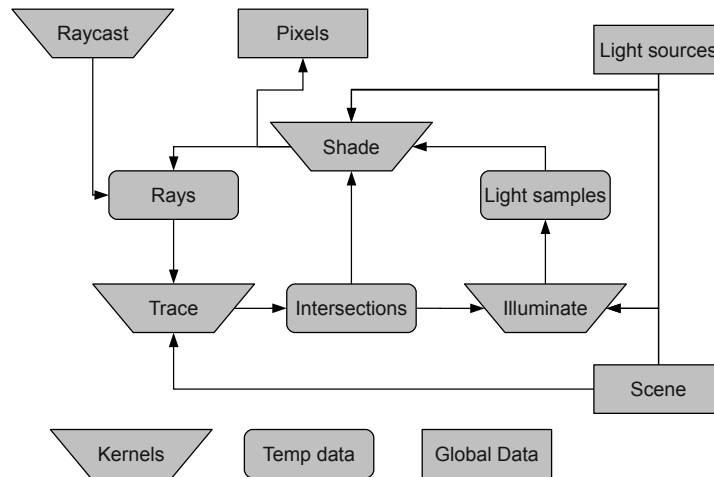 Raycast
Pixels
Light sources
Shade
Rays
Light samples
Trace
Intersections
Illuminate
Scene
Kernels
Temp data
Global Data